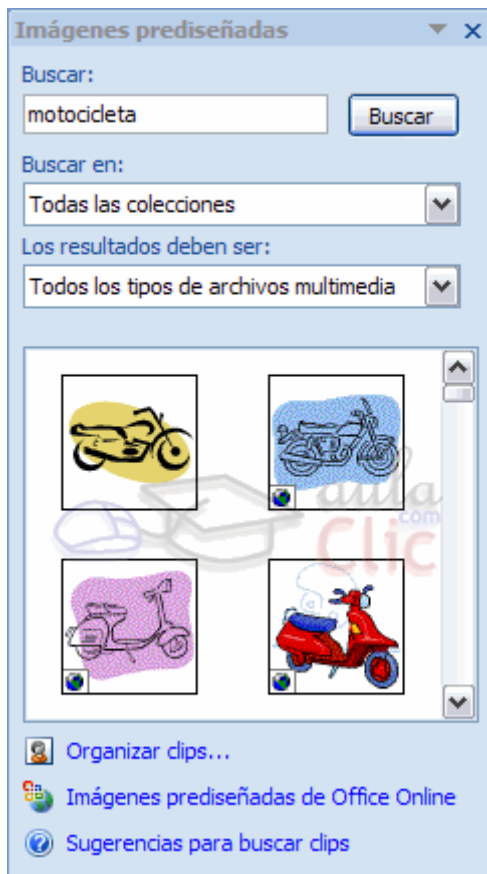 Imágenes prediseñadas
Buscar:
motocicleta
Buscar
Buscar en:
Todas las colecciones
Los resultados deben ser:
Todos los tipos de archivos multimedia
aula
.com
Clic
Organizar clips...
Imágenes prediseñadas de Office Online
Sugerencias para buscar clips